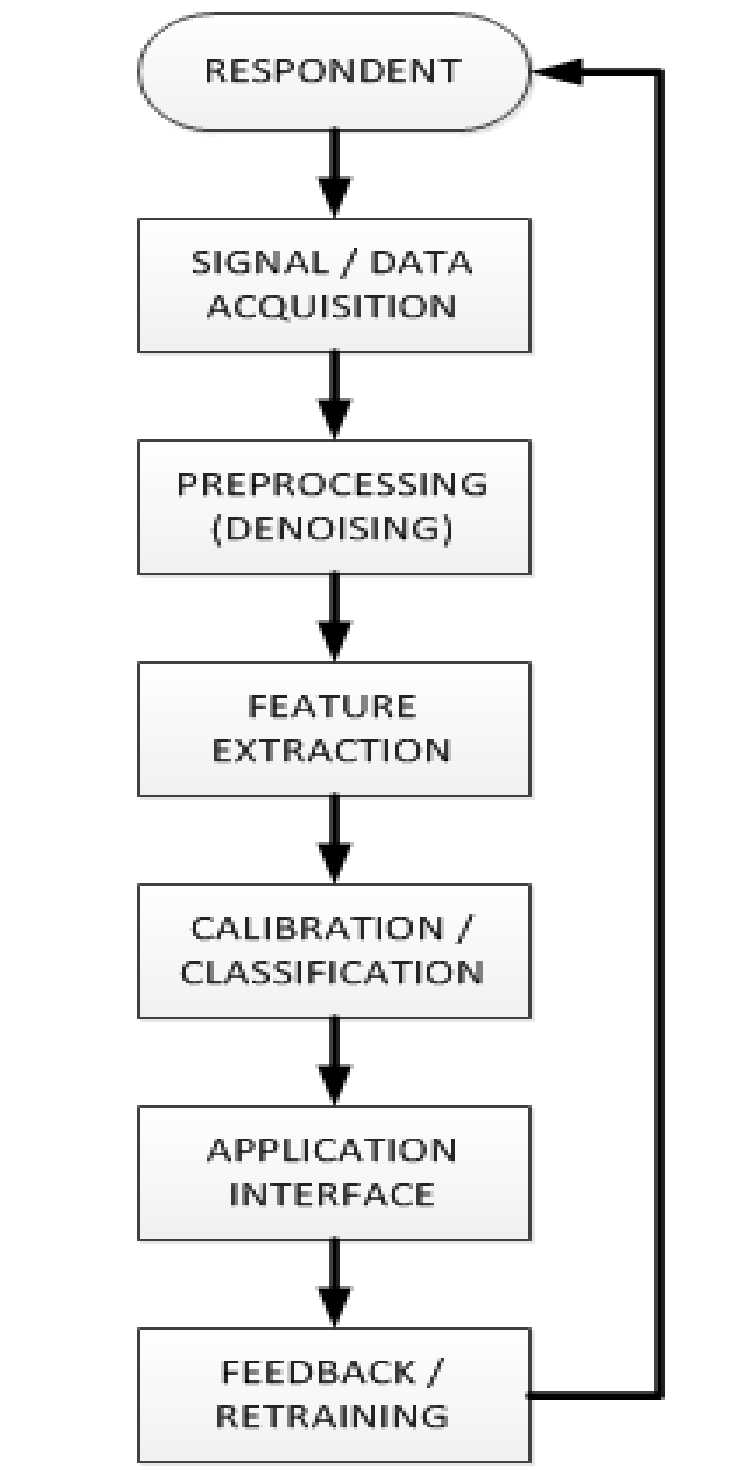 RESPONDENT
SIGNAL / DATA
ACQUISITION
PREPROCESSING
(DENOISING)
FEATURE
EXTRACTION
CALIBRATION /
CLASSIFICATION
APPLICATION
INTERFACE
FEEDBACK /
RETRAINING